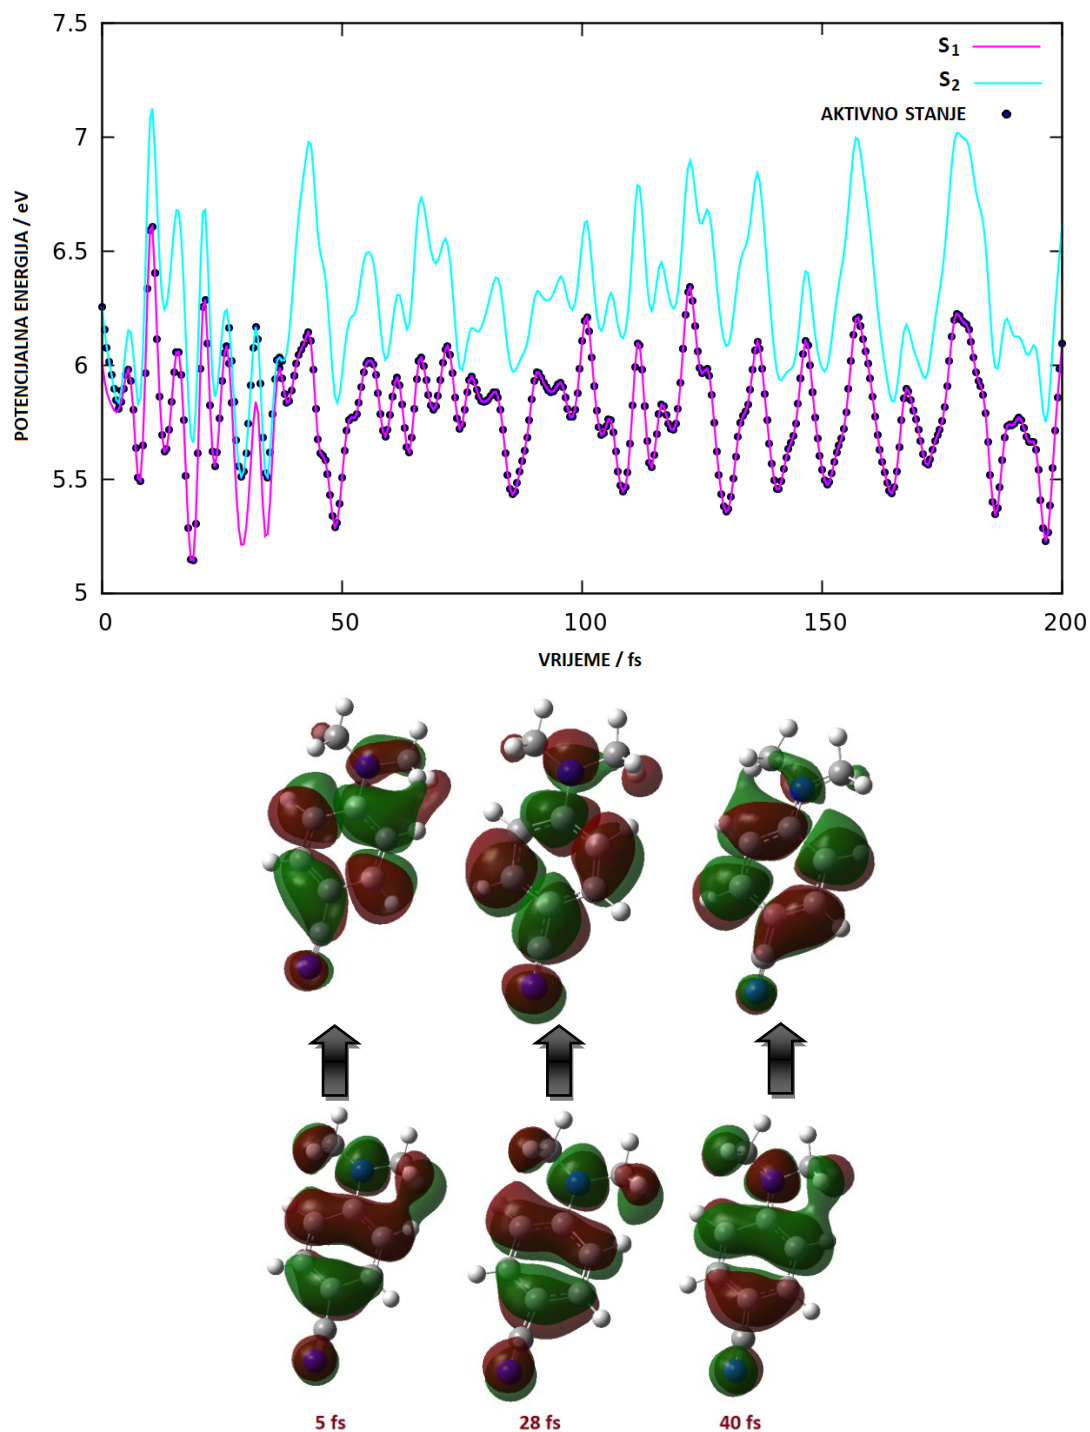 7.5
7
6.5
6
5.5
5
POTENCIJALNA ENERGIJA / eV
S₁
S₂
AKTIVNO STANJE
0 50 100 150 200
VRIJEME / fs
5 fs 28 fs 40 fs